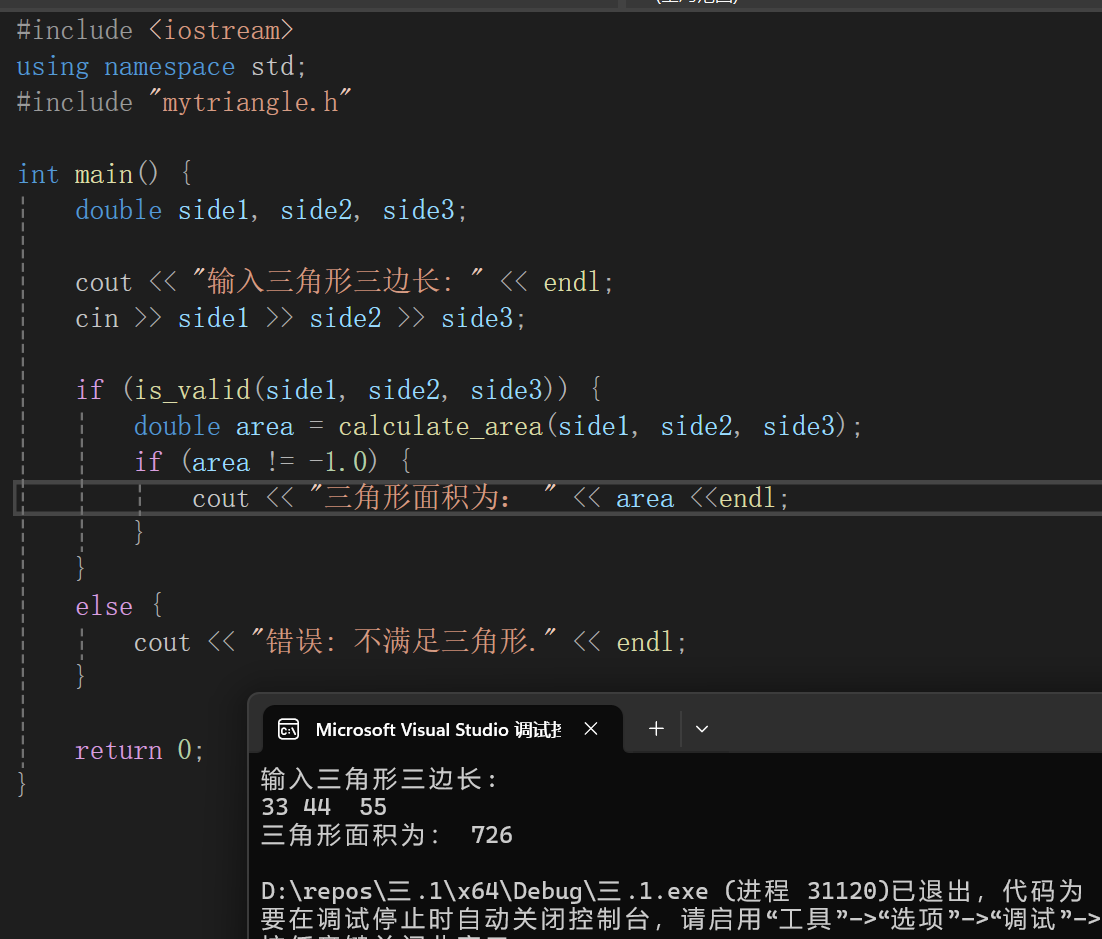 #include <iostream>
using namespace std;
#include "mytriangle.h"
int main() {
double side1, side2, side3;
cout << "输入三角形三边长: " << endl;
cin >> side1 >> side2 >> side3;
if (is_valid(side1, side2, side3)) {
double area = calculate_area(side1, side2, side3);
if (area != -1.0) {
cout << "三角形面积为： " << area <<endl;
}
}
else {
cout << "错误: 不满足三角形." << endl;
}
return 0;
}
Microsoft Visual Studio 调试
输入三角形三边长:
33 44  55
三角形面积为： 726
D:\repos\三.1\x64\Debug\三.1.exe (进程 31120)已退出，代码为
要在调试停止时自动关闭控制台，请启用“工具”->“选项”->“调试”->